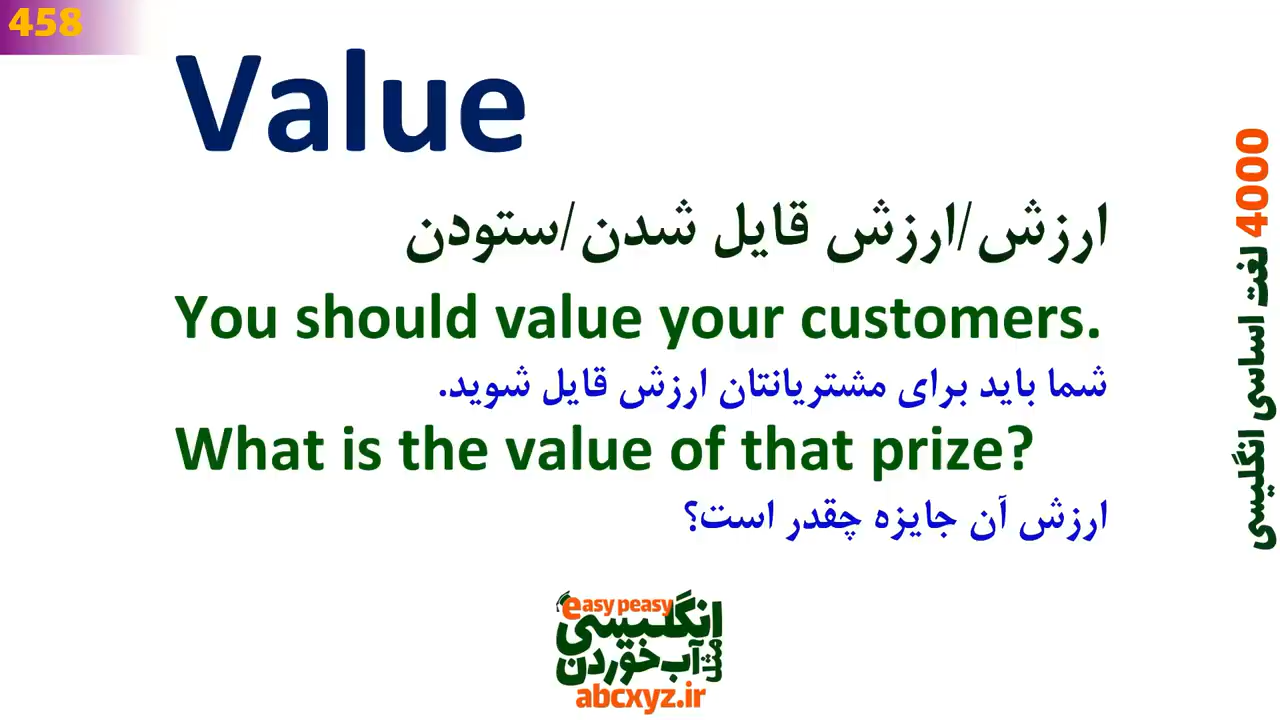 458
Value
ارزش/ارزش قایل شدن/ستودن
You should value your customers.
شما باید برای مشتریانتان ارزش قایل شوید.
What is the value of that prize?
ارزش آن جایزه چقدر است؟
4000 لغت اساسی انگلیسی
easy peasy
انگلیسی
مثل آب خوردن
abcxyz.ir